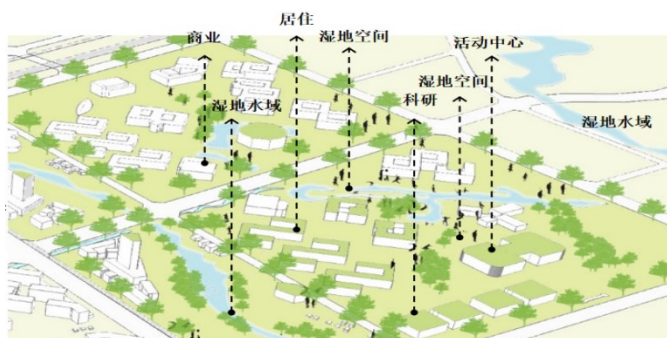 居住
商业
湿地空间
活动中心
湿地空间
湿地水域
科研
湿地水域